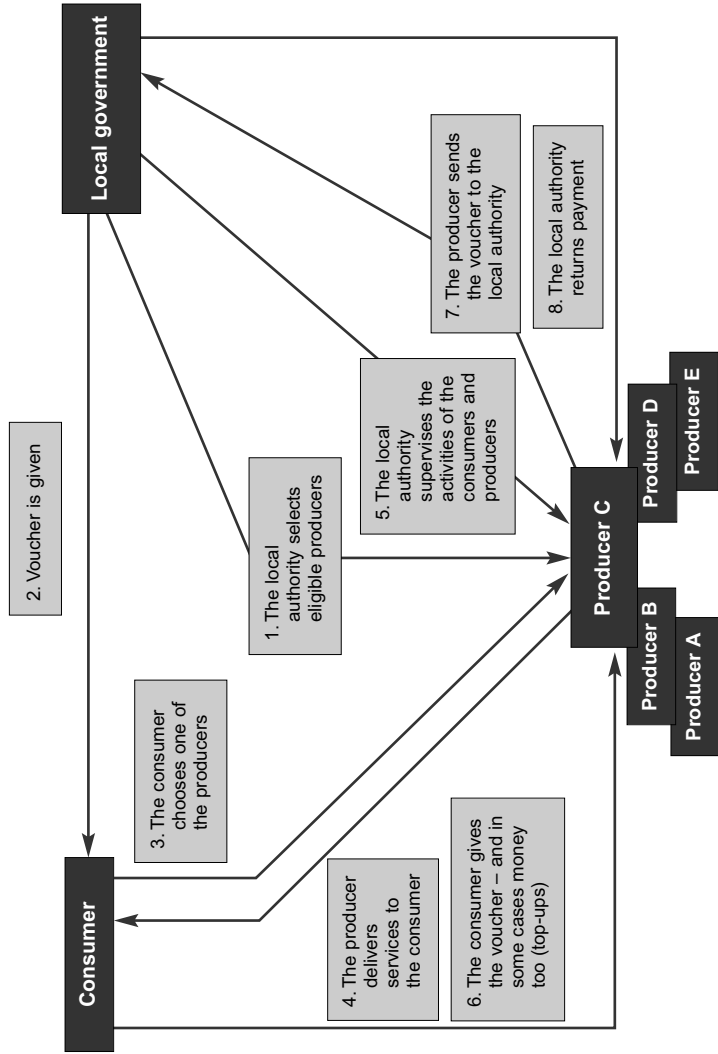 Consumer
Local government
2. Voucher is given
3. The consumer
chooses one of
the producers
1. The local
authority selects
eligible producers
4. The producer
delivers
services to
the consumer
5. The local
authority
supervises the
activities of the
consumers and
producers
7. The producer sends
the voucher to the
local authority
6. The consumer gives
the voucher – and in
some cases money
too (top-ups)
8. The local authority
returns payment
Producer C
Producer B
Producer D
Producer A
Producer E